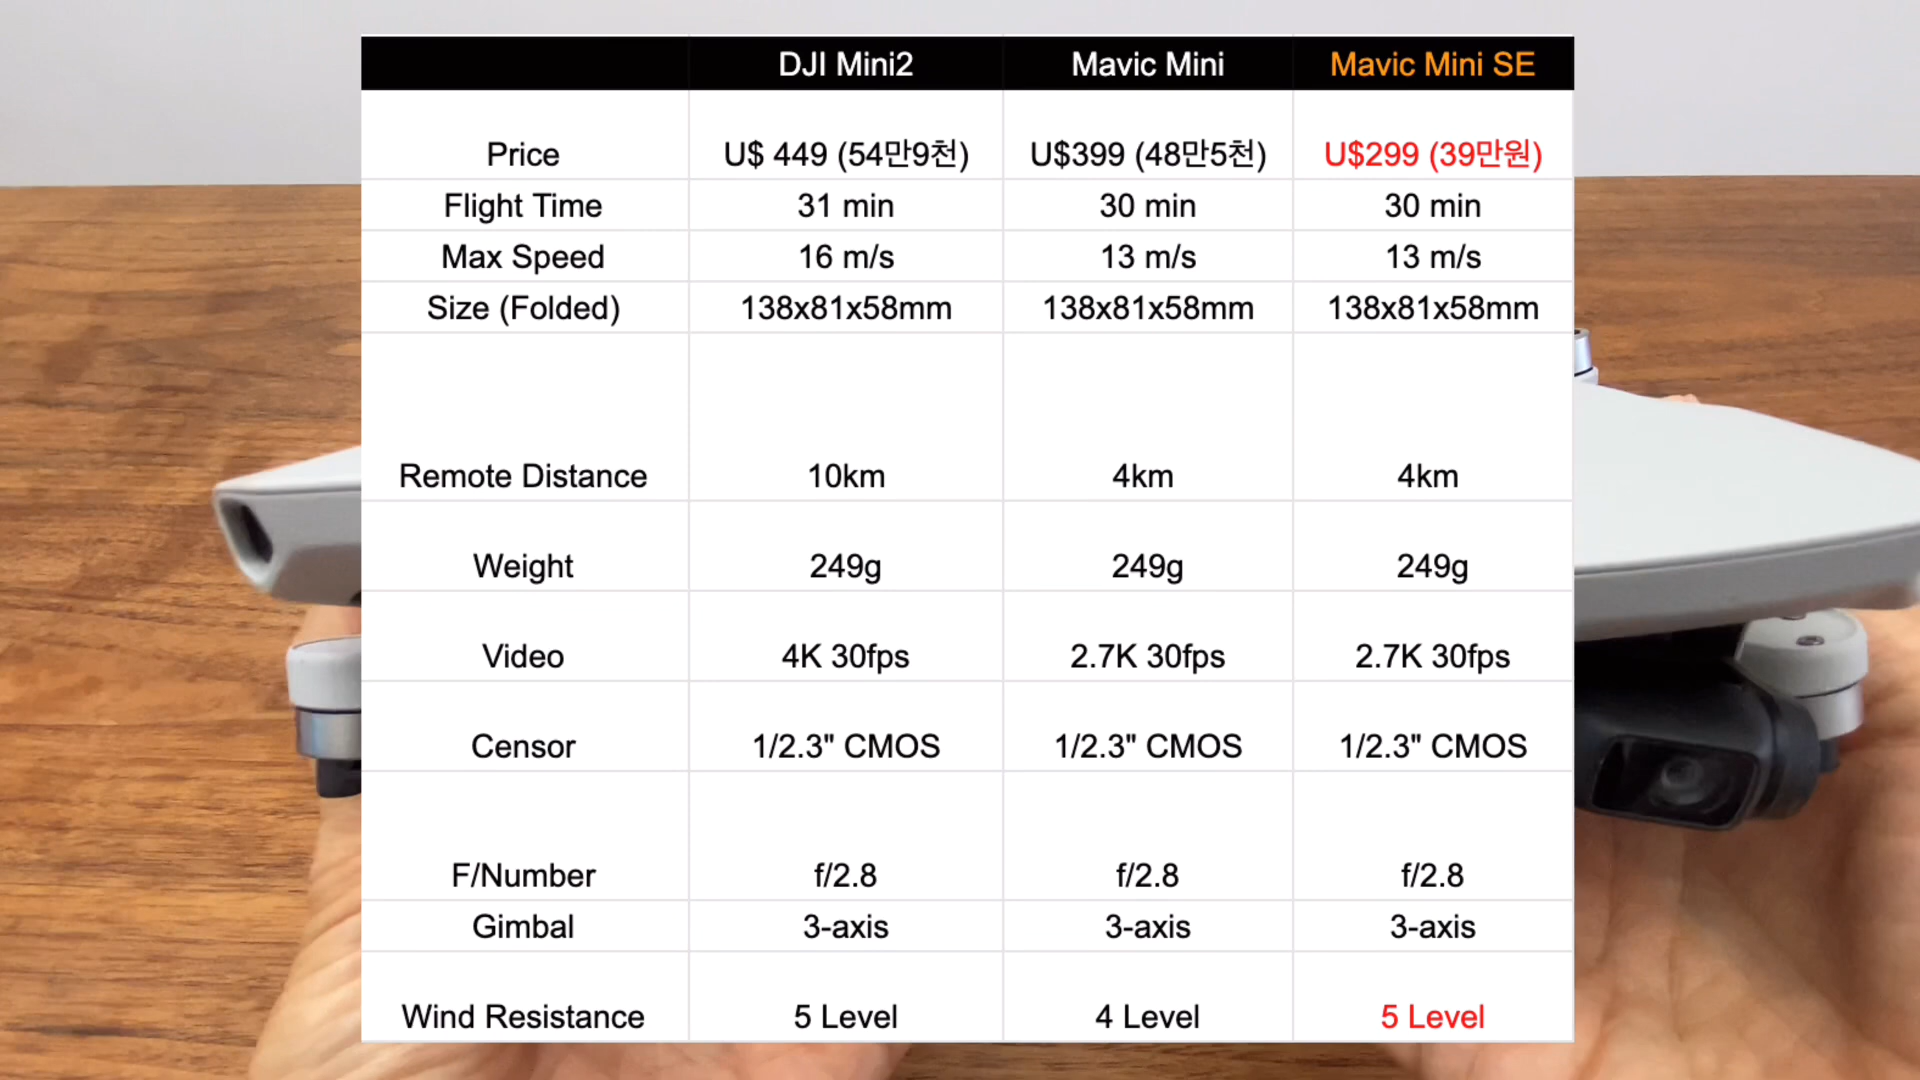 DJI Mini2 Mavic Mini Mavic Mini SE
Price U$ 449 (54만9천) U$399 (48만5천) U$299 (39만원)
Flight Time 31 min 30 min 30 min
Max Speed 16 m/s 13 m/s 13 m/s
Size (Folded) 138x81x58mm 138x81x58mm 138x81x58mm
Remote Distance 10km 4km 4km
Weight 249g 249g 249g
Video 4K 30fps 2.7K 30fps 2.7K 30fps
Censor 1/2.3" CMOS 1/2.3" CMOS 1/2.3" CMOS
F/Number f/2.8 f/2.8 f/2.8
Gimbal 3-axis 3-axis 3-axis
Wind Resistance 5 Level 4 Level 5 Level